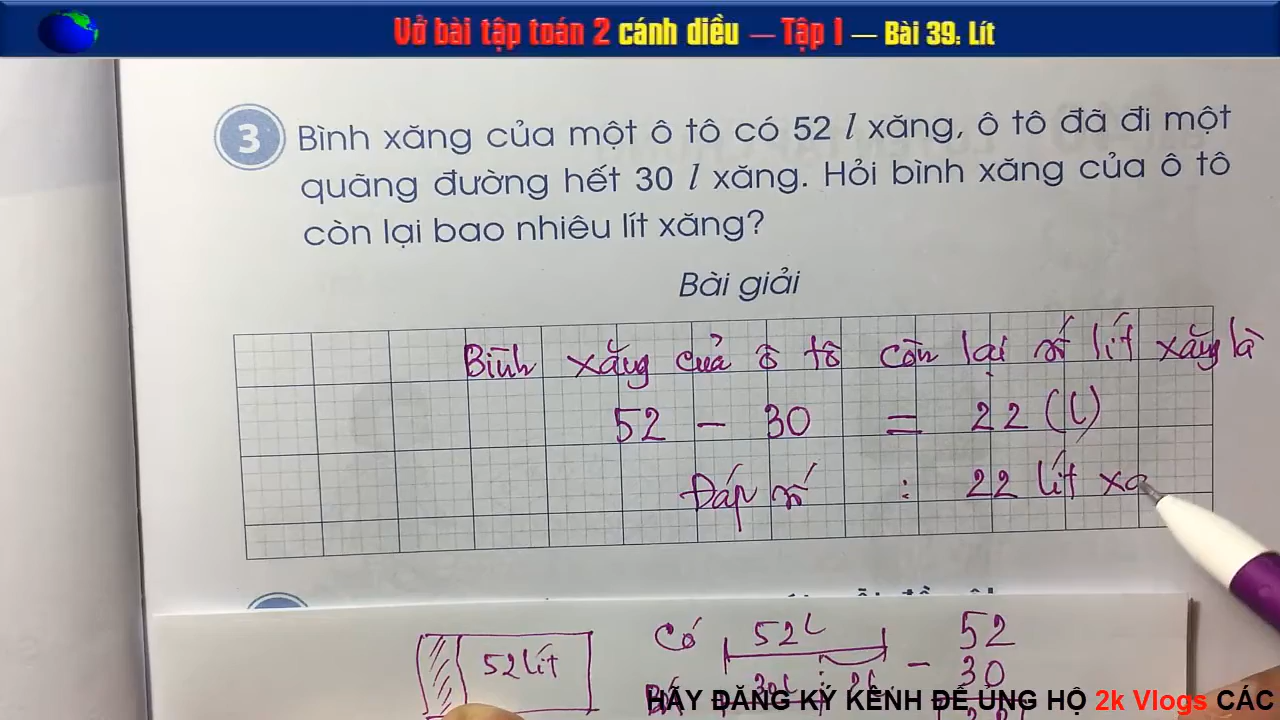 Vở bài tập toán 2 cánh diều – Tập 1 – Bài 39: Lít
3 Bình xăng của một ô tô có 52 l xăng, ô tô đã đi một
quãng đường hết 30 l xăng. Hỏi bình xăng của ô tô
còn lại bao nhiêu lít xăng?
Bài giải
Bình xăng của ô tô còn lại số lít xăng là
52 - 30 = 22 (l)
Đáp số : 22 lít xa
52 lít
Có 52l
- 52
30l
30
HÃY ĐĂNG KÝ KÊNH ĐỂ ỦNG HỘ 2k Vlogs CÁC